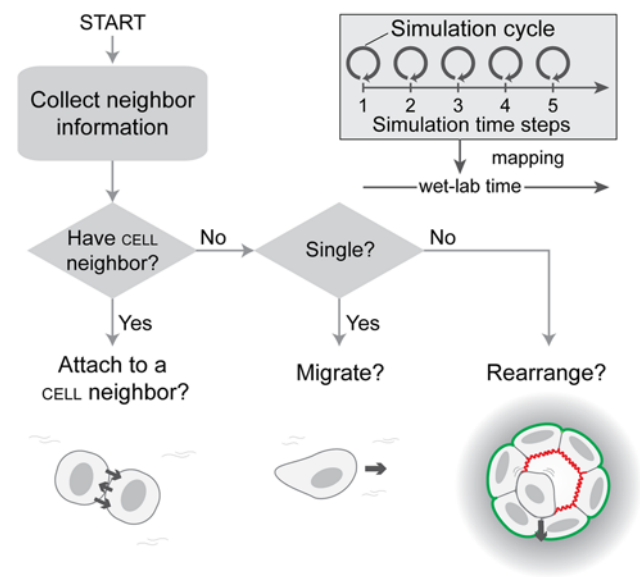 START
Collect neighbor
information
Have CELL
neighbor?
No
Single?
No
Yes
Yes
Attach to a
CELL neighbor?
Migrate?
Rearrange?
Simulation cycle
1 2 3 4 5
Simulation time steps
mapping
wet-lab time